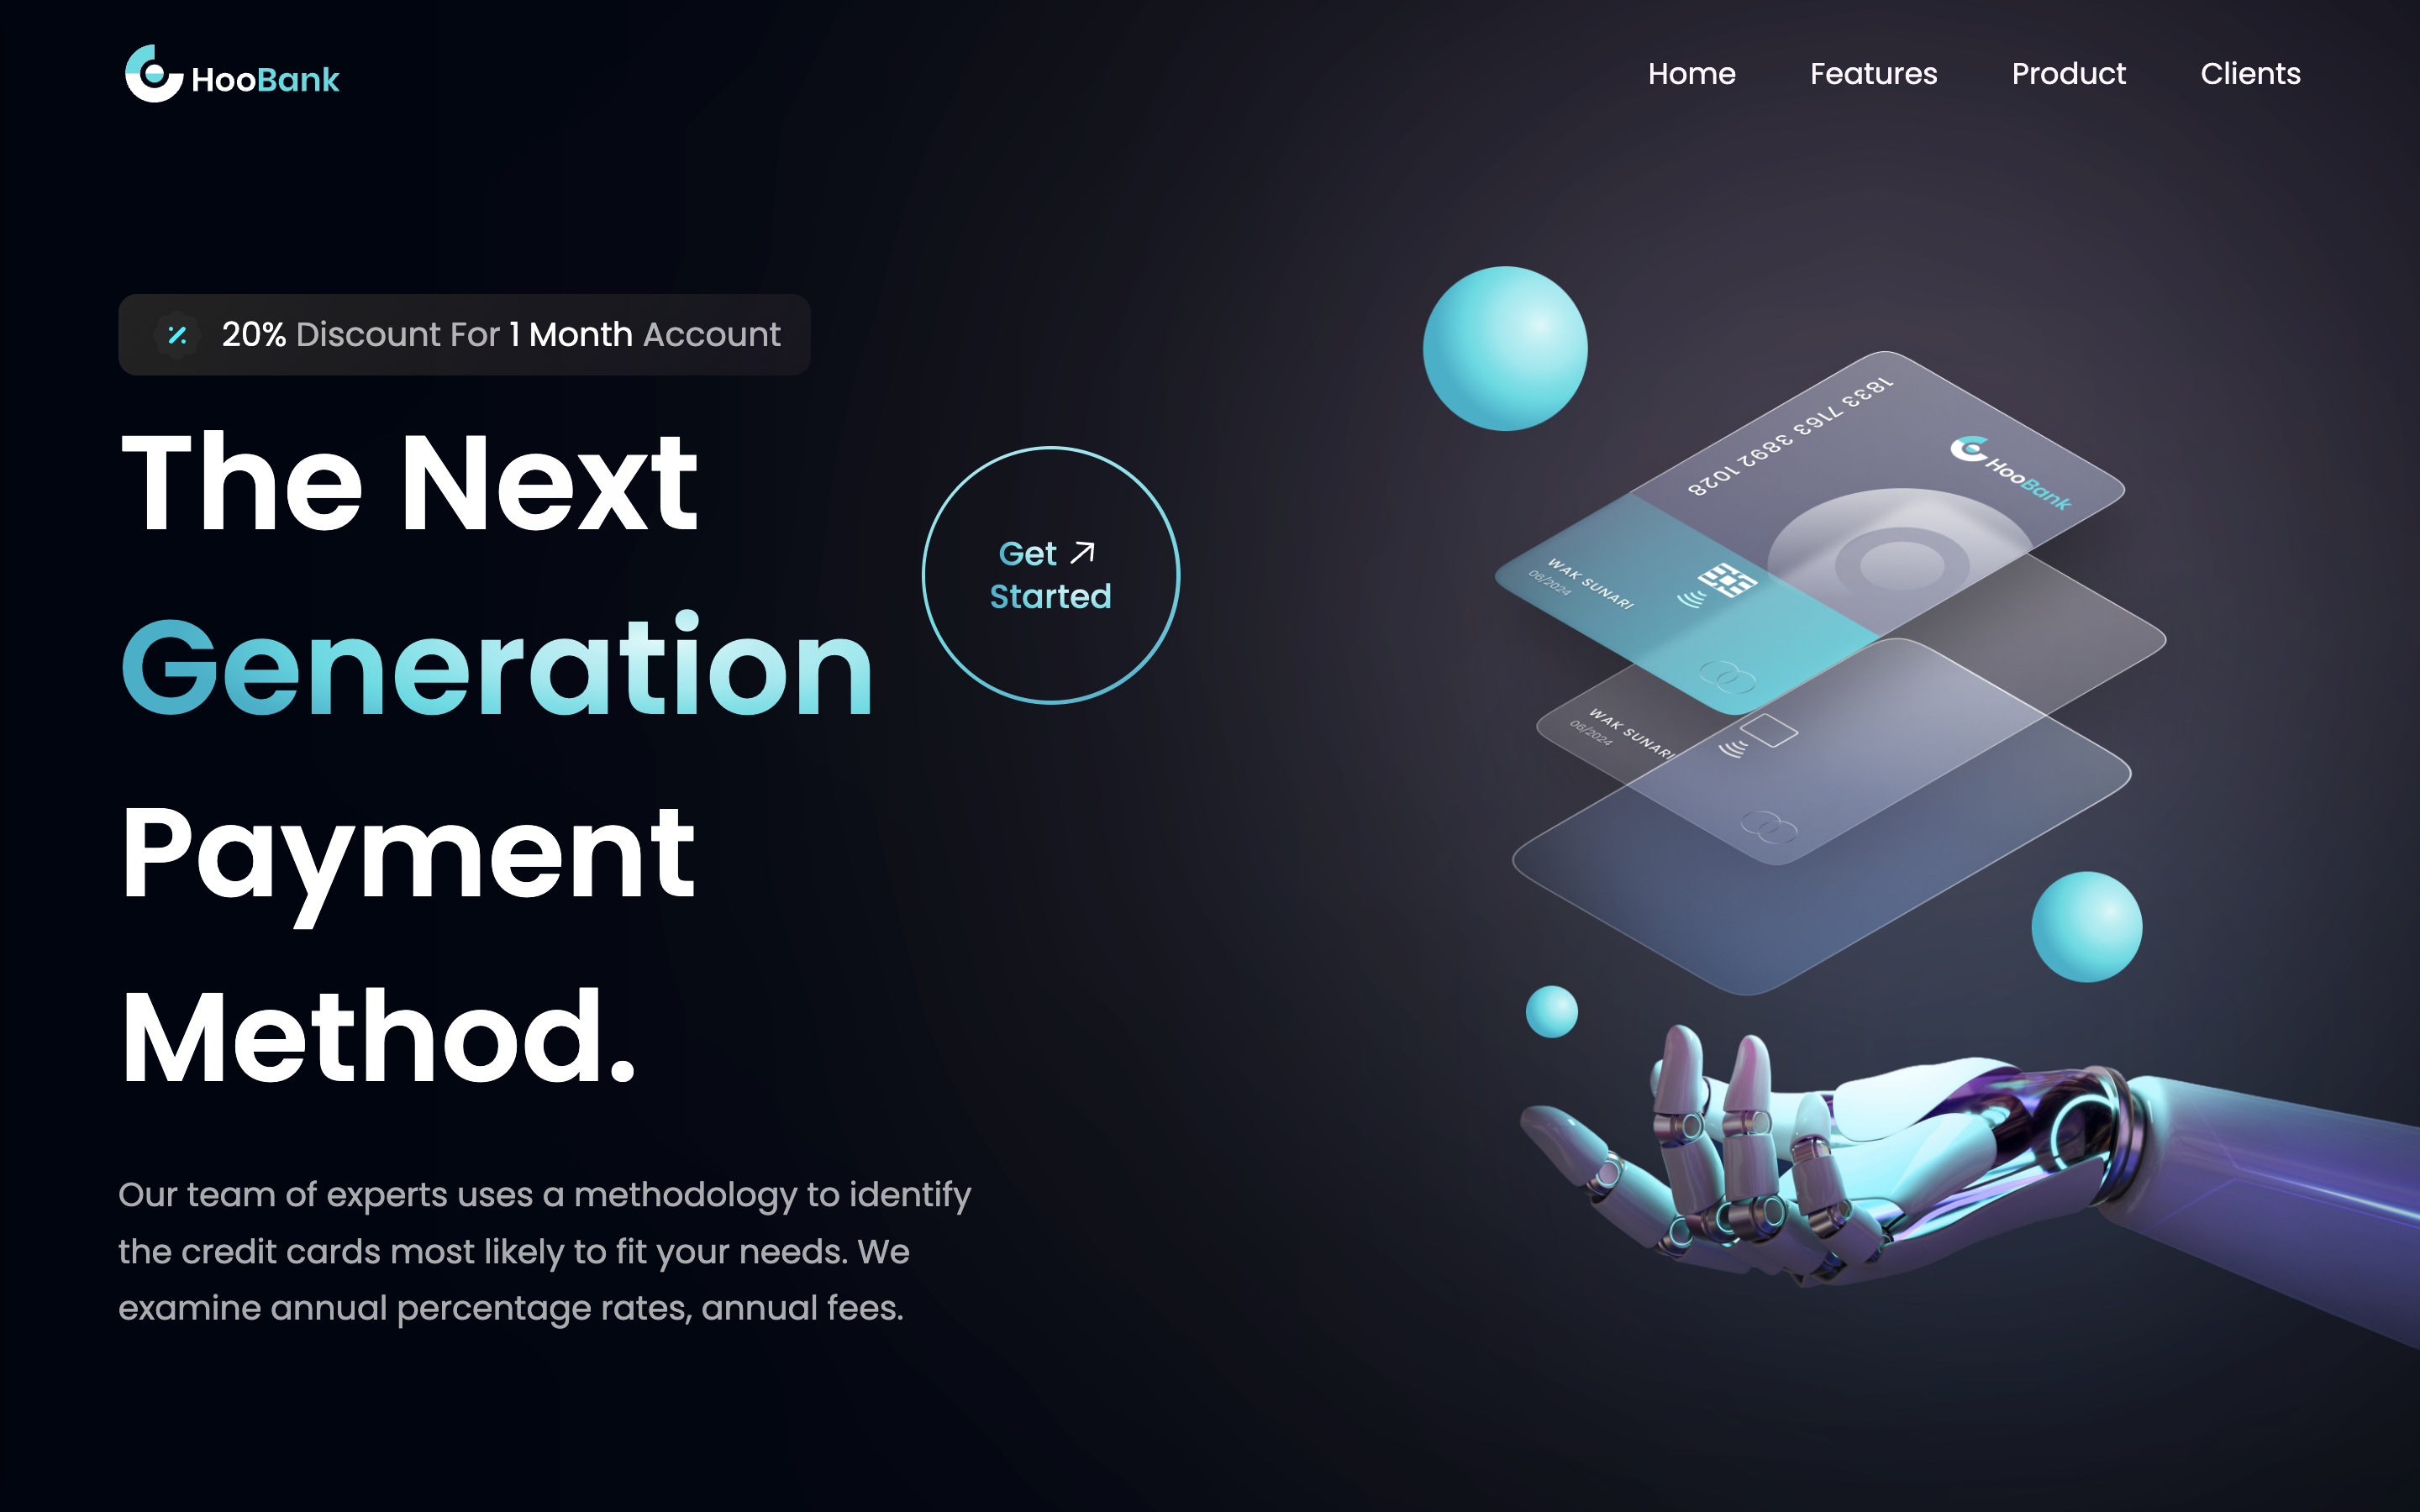 HooBank
Home
Features
Product
Clients
20% Discount For 1 Month Account
The Next
Generation
Payment
Method.
Get
Started
Our team of experts uses a methodology to identify
the credit cards most likely to fit your needs. We
examine annual percentage rates, annual fees.
1833 7163 3892 1028
HooBank
WAK SUNARI
06/2024
WAK SUNARI
06/2024